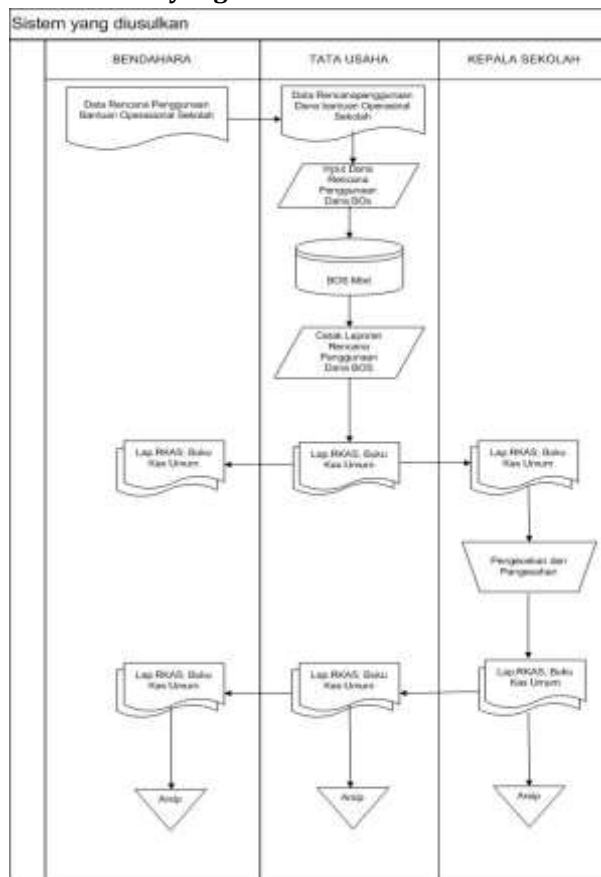 Sistem yang diusulkan
BENDAHARA
TATA USAHA
KEPALA SEKOLAH
Data Rencana Penggunaan
Bantuan Operasional Sekolah
Data Rencanapenggunaan
Dana bantuan Operasional
Sekolah
Input Dana
Rencana
Penggunaan
Dana BOs
BOS
Cetak Laporan
Rencana
Penggunaan
Dana BOS
Lap.RKAS, Buku
Kas Umum
Lap.RKAS, Buku
Kas Umum
Lap.RKAS, Buku
Kas Umum
Pengecekan dan
Pengesahan
Lap.RKAS, Buku
Kas Umum
Lap.RKAS, Buku
Kas Umum
Lap.RKAS, Buku
Kas Umum
Arsip
Arsip
Arsip